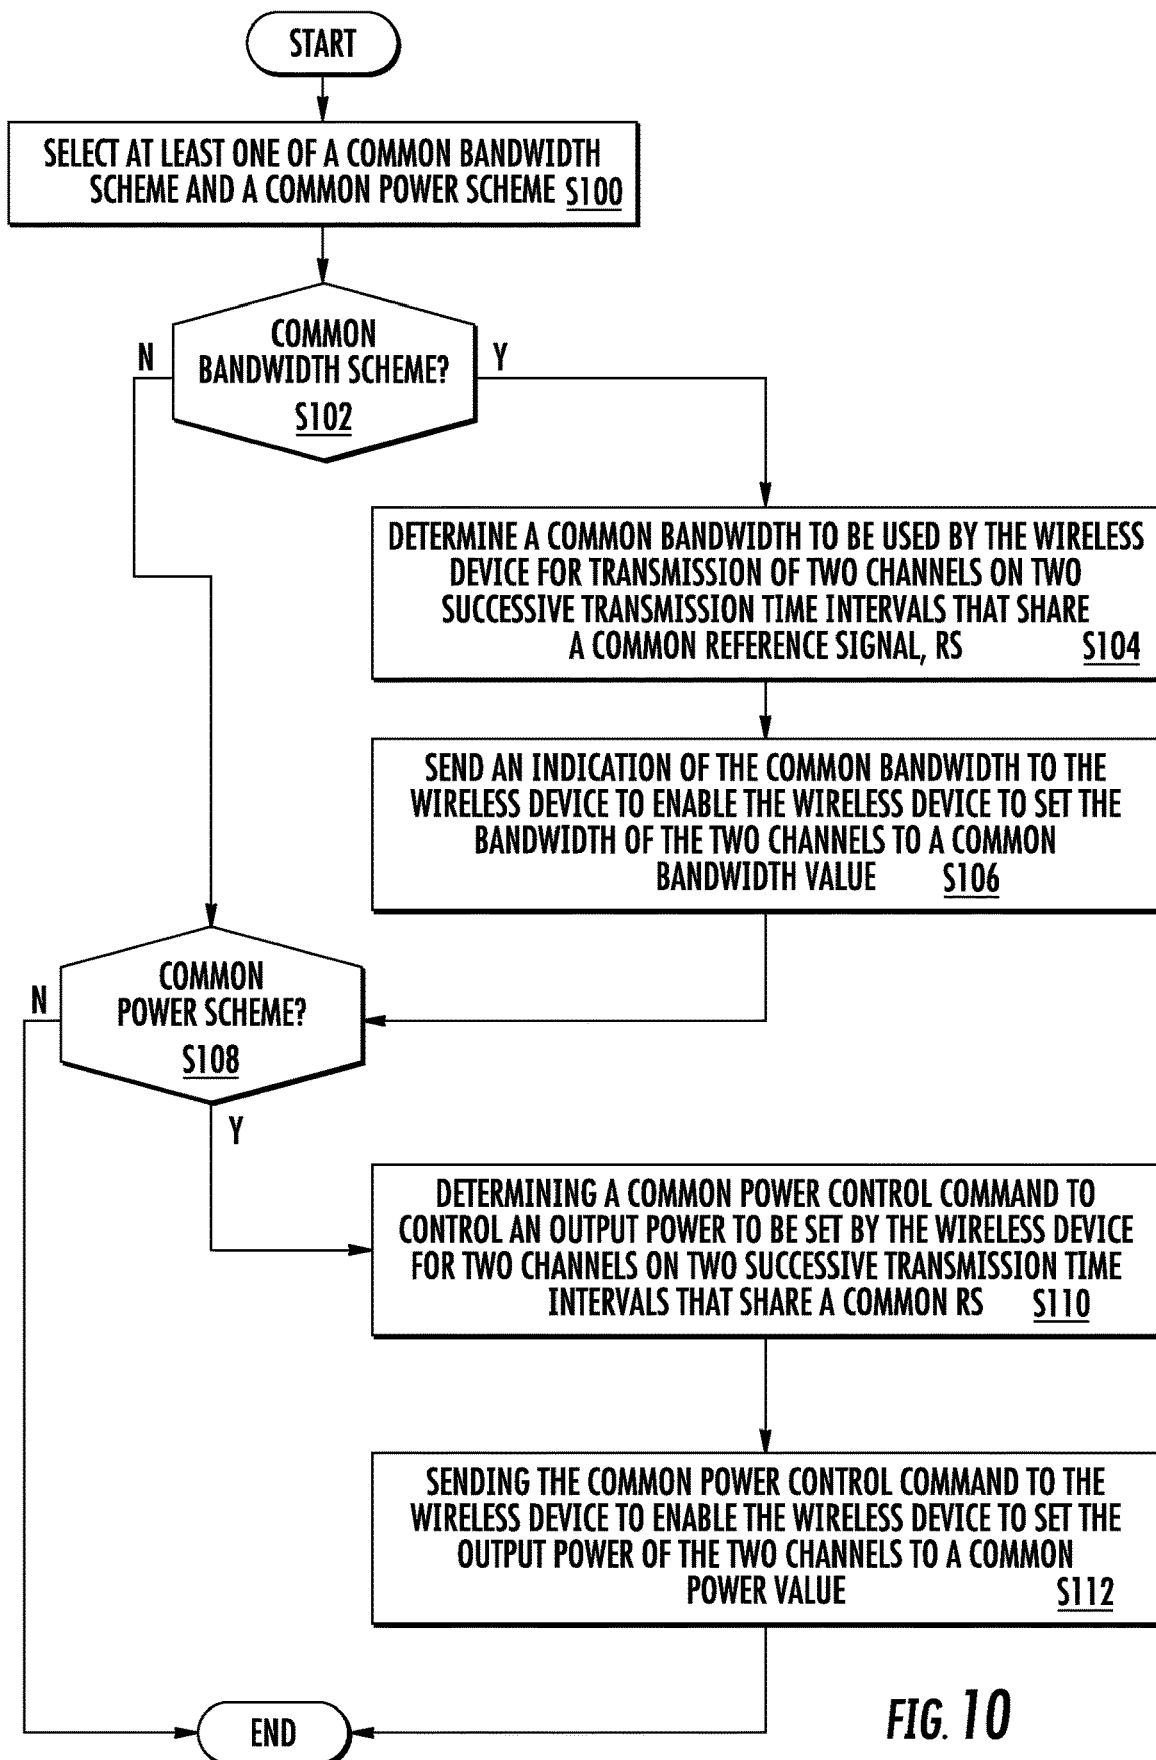 START
SELECT AT LEAST ONE OF A COMMON BANDWIDTH
SCHEME AND A COMMON POWER SCHEME S100
COMMON
BANDWIDTH SCHEME?
S102
N
Y
DETERMINE A COMMON BANDWIDTH TO BE USED BY THE WIRELESS
DEVICE FOR TRANSMISSION OF TWO CHANNELS ON TWO
SUCCESSIVE TRANSMISSION TIME INTERVALS THAT SHARE
A COMMON REFERENCE SIGNAL, RS S104
SEND AN INDICATION OF THE COMMON BANDWIDTH TO THE
WIRELESS DEVICE TO ENABLE THE WIRELESS DEVICE TO SET THE
BANDWIDTH OF THE TWO CHANNELS TO A COMMON
BANDWIDTH VALUE S106
COMMON
POWER SCHEME?
S108
N
Y
DETERMINING A COMMON POWER CONTROL COMMAND TO
CONTROL AN OUTPUT POWER TO BE SET BY THE WIRELESS DEVICE
FOR TWO CHANNELS ON TWO SUCCESSIVE TRANSMISSION TIME
INTERVALS THAT SHARE A COMMON RS S110
SENDING THE COMMON POWER CONTROL COMMAND TO THE
WIRELESS DEVICE TO ENABLE THE WIRELESS DEVICE TO SET THE
OUTPUT POWER OF THE TWO CHANNELS TO A COMMON
POWER VALUE S112
END
FIG. 10